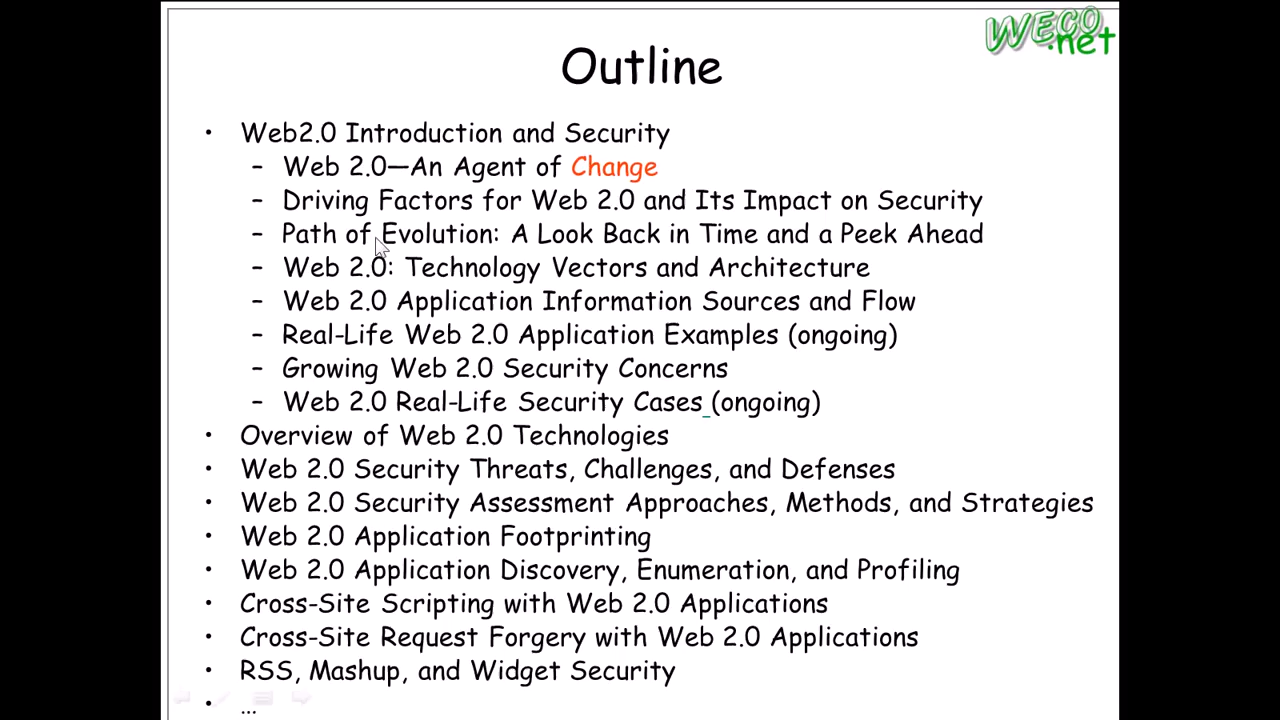 WECO
.net
Outline
• Web2.0 Introduction and Security
– Web 2.0—An Agent of Change
– Driving Factors for Web 2.0 and Its Impact on Security
– Path of Evolution: A Look Back in Time and a Peek Ahead
– Web 2.0: Technology Vectors and Architecture
– Web 2.0 Application Information Sources and Flow
– Real-Life Web 2.0 Application Examples (ongoing)
– Growing Web 2.0 Security Concerns
– Web 2.0 Real-Life Security Cases (ongoing)
• Overview of Web 2.0 Technologies
• Web 2.0 Security Threats, Challenges, and Defenses
• Web 2.0 Security Assessment Approaches, Methods, and Strategies
• Web 2.0 Application Footprinting
• Web 2.0 Application Discovery, Enumeration, and Profiling
• Cross-Site Scripting with Web 2.0 Applications
• Cross-Site Request Forgery with Web 2.0 Applications
• RSS, Mashup, and Widget Security
• ...